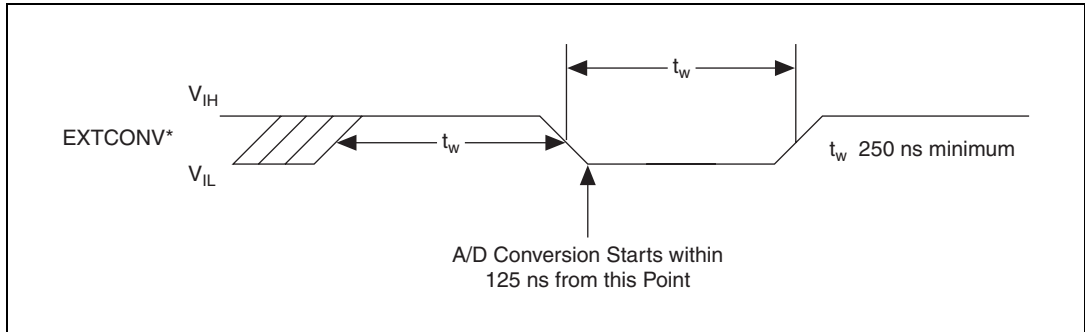 t_w
V_IH
EXTCONV*
t_w
t_w 250 ns minimum
V_IL
A/D Conversion Starts within
125 ns from this Point